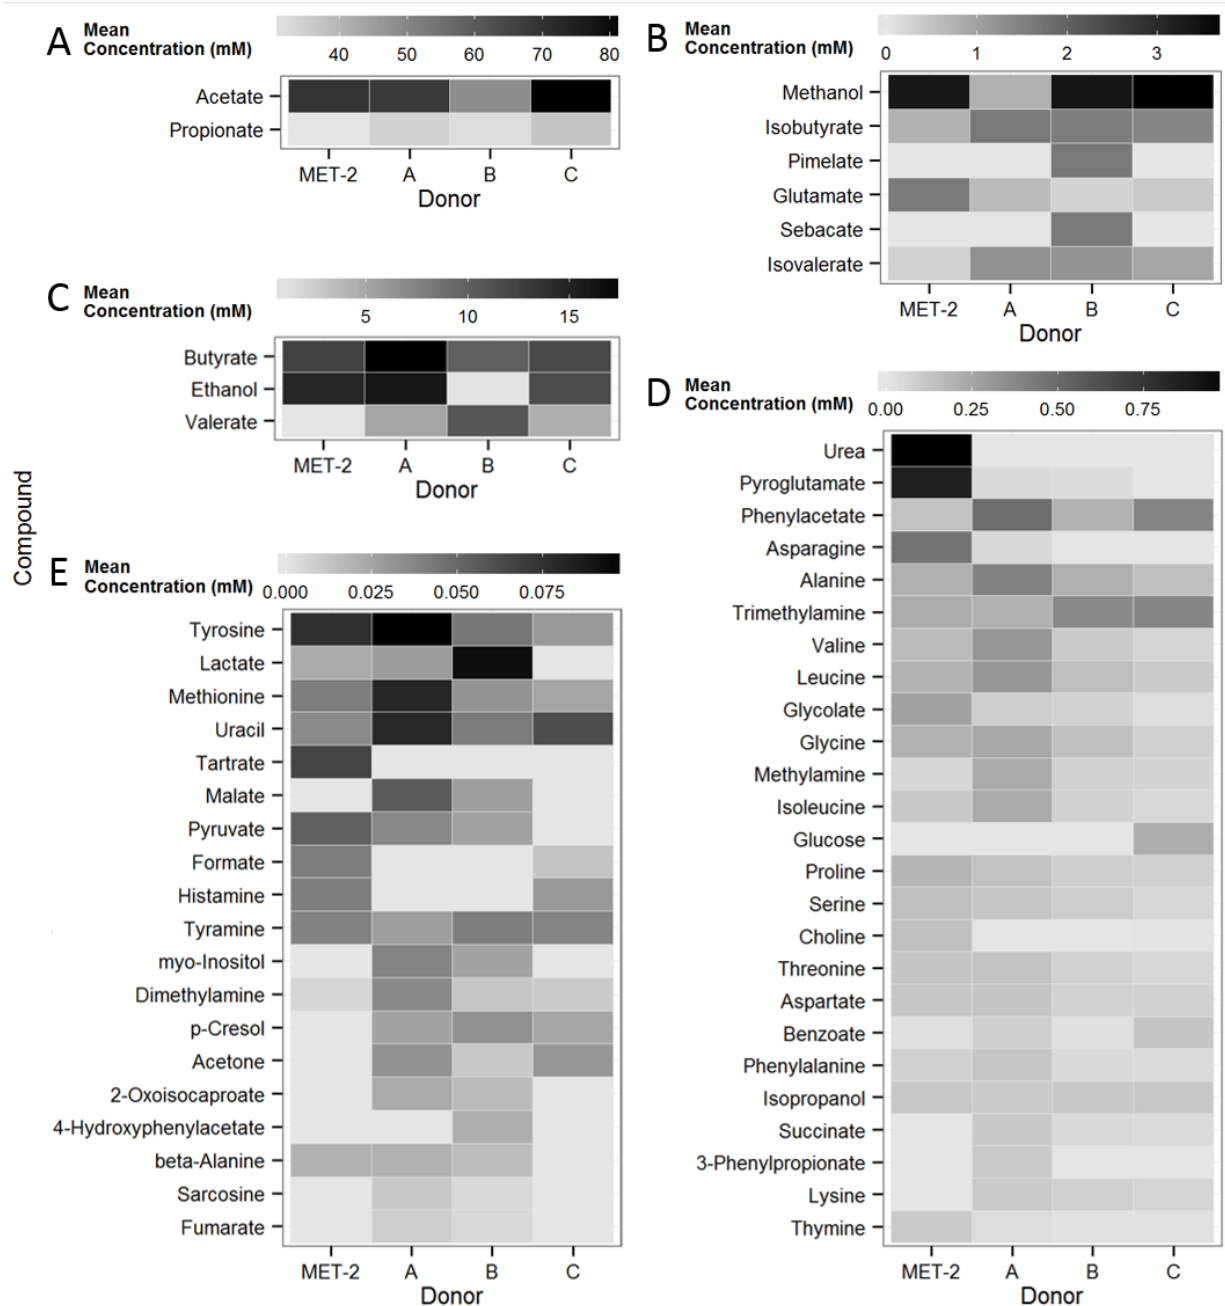 A
Mean
Concentration (mM)
40 50 60 70 80
Acetate
Propionate
MET-2 A B C
Donor
B
Mean
Concentration (mM)
0 1 2 3
Methanol
Isobutyrate
Pimelate
Glutamate
Sebacate
Isovalerate
MET-2 A B C
Donor
C
Mean
Concentration (mM)
5 10 15
Butyrate
Ethanol
Valerate
MET-2 A B C
Donor
D
Mean
Concentration (mM)
0.00 0.25 0.50 0.75
Urea
Pyroglutamate
Phenylacetate
Asparagine
Alanine
Trimethylamine
Valine
Leucine
Glycolate
Glycine
Methylamine
Isoleucine
Glucose
Proline
Serine
Choline
Threonine
Aspartate
Benzoate
Phenylalanine
Isopropanol
Succinate
3-Phenylpropionate
Lysine
Thymine
MET-2 A B C
Donor
Compound
E
Mean
Concentration (mM)
0.000 0.025 0.050 0.075
Tyrosine
Lactate
Methionine
Uracil
Tartrate
Malate
Pyruvate
Formate
Histamine
Tyramine
myo-Inositol
Dimethylamine
p-Cresol
Acetone
2-Oxoisocaproate
4-Hydroxyphenylacetate
beta-Alanine
Sarcosine
Fumarate
MET-2 A B C
Donor